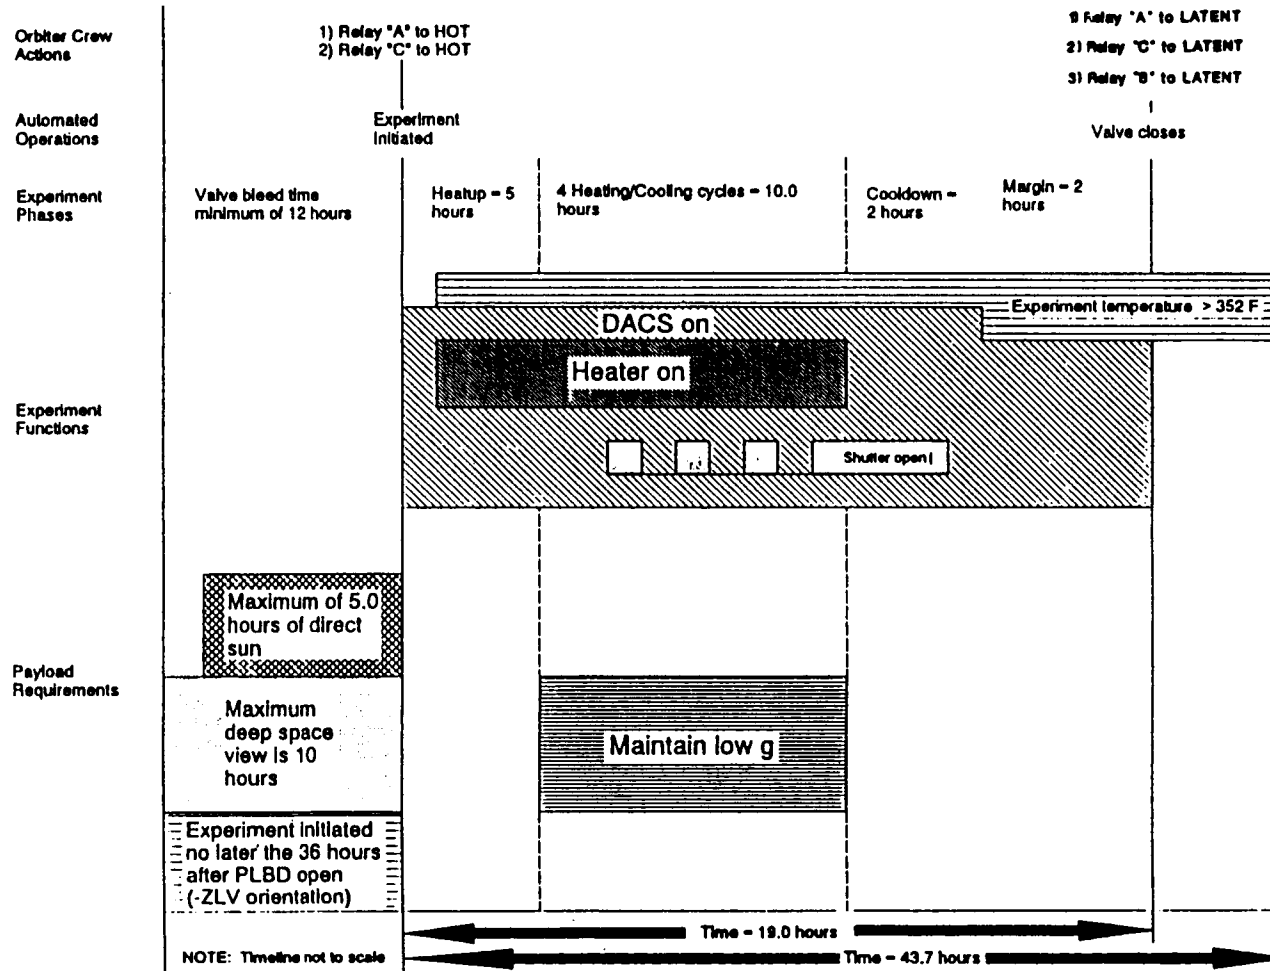 Orbiter Crew
Actions
1) Relay "A" to HOT
2) Relay "C" to HOT
1) Relay "A" to LATENT
2) Relay "C" to LATENT
3) Relay "B" to LATENT
Automated
Operations
Experiment
Initiated
Valve closes
Experiment
Phases
Valve bleed time
minimum of 12 hours
Heatup = 5
hours
4 Heating/Cooling cycles = 10.0
hours
Cooldown =
2 hours
Margin = 2
hours
Experiment temperature > 352 F
DACS on
Heater on
Experiment
Functions
Shutter open
Maximum of 5.0
hours of direct
sun
Payload
Requirements
Maximum
deep space
view is 10
hours
Maintain low g
Experiment initiated
no later the 36 hours
after PLBD open
(-ZLV orientation)
Time = 19.0 hours
NOTE: Timeline not to scale
Time = 43.7 hours